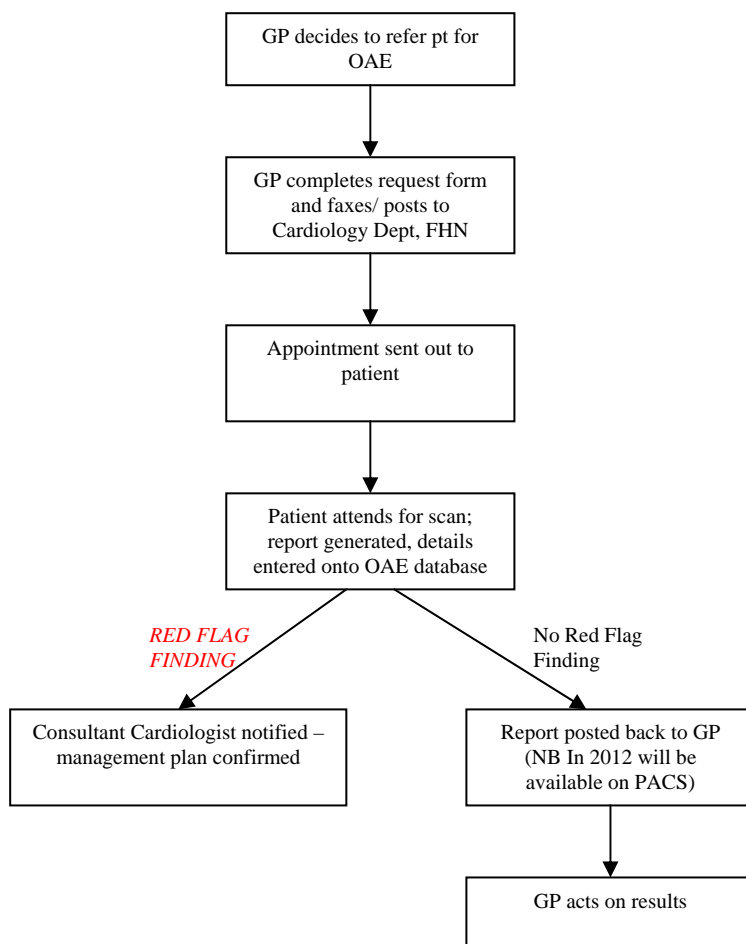 GP decides to refer pt for
OAE
GP completes request form
and faxes/ posts to
Cardiology Dept, FHN
Appointment sent out to
patient
Patient attends for scan;
report generated, details
entered onto OAE database
RED FLAG
FINDING
No Red Flag
Finding
Consultant Cardiologist notified –
management plan confirmed
Report posted back to GP
(NB In 2012 will be
available on PACS)
GP acts on results